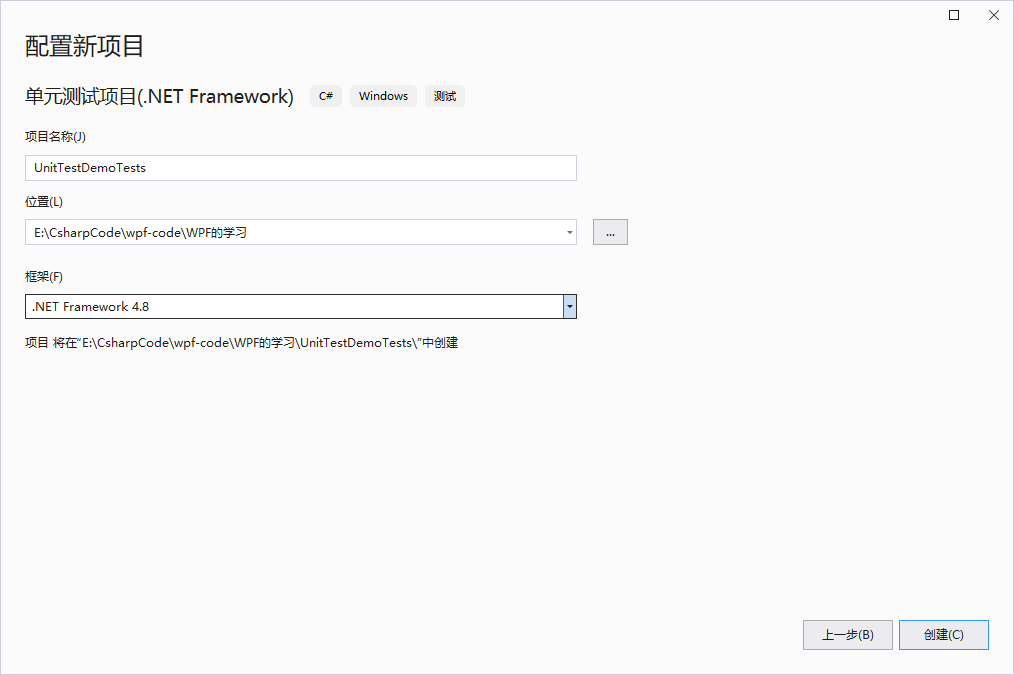 配置新项目
单元测试项目(.NET Framework) C# Windows 测试
项目名称(J)
UnitTestDemoTests
位置(L)
E:\CsharpCode\wpf-code\WPF的学习 ...
框架(F)
.NET Framework 4.8
项目 将在“E:\CsharpCode\wpf-code\WPF的学习\UnitTestDemoTests\”中创建
上一步(B) 创建(C)